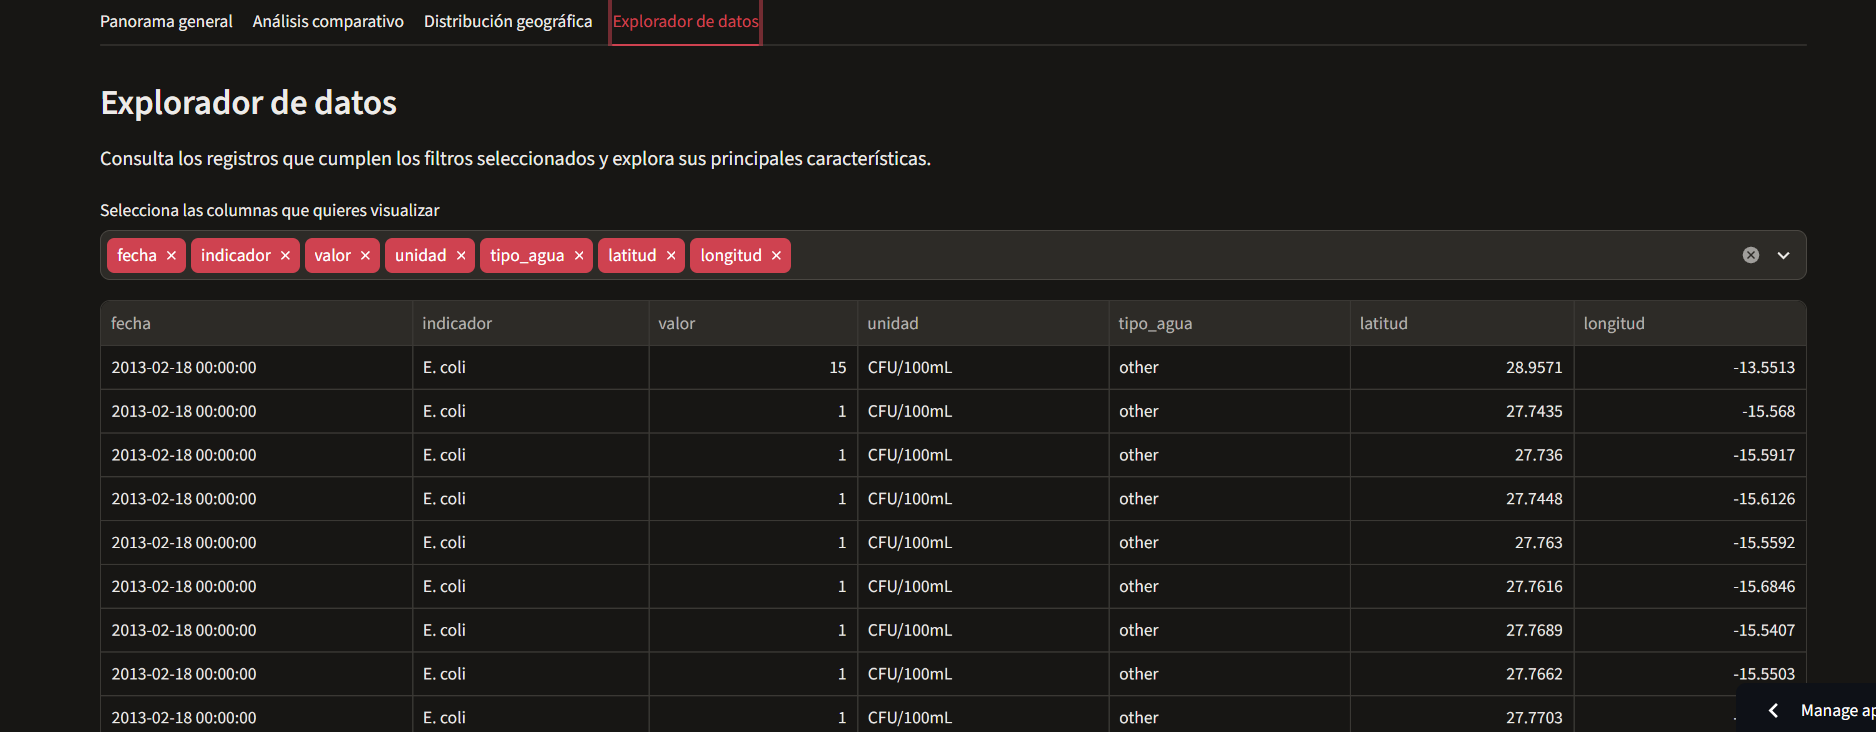 Panorama general Análisis comparativo Distribución geográfica Explorador de datos
Explorador de datos
Consulta los registros que cumplen los filtros seleccionados y explora sus principales características.
Selecciona las columnas que quieres visualizar
fecha × indicador × valor × unidad × tipo_agua × latitud × longitud ×
fecha indicador valor unidad tipo_agua latitud longitud
2013-02-18 00:00:00 E. coli 15 CFU/100mL other 28.9571 -13.5513
2013-02-18 00:00:00 E. coli 1 CFU/100mL other 27.7435 -15.568
2013-02-18 00:00:00 E. coli 1 CFU/100mL other 27.736 -15.5917
2013-02-18 00:00:00 E. coli 1 CFU/100mL other 27.7448 -15.6126
2013-02-18 00:00:00 E. coli 1 CFU/100mL other 27.763 -15.5592
2013-02-18 00:00:00 E. coli 1 CFU/100mL other 27.7616 -15.6846
2013-02-18 00:00:00 E. coli 1 CFU/100mL other 27.7689 -15.5407
2013-02-18 00:00:00 E. coli 1 CFU/100mL other 27.7662 -15.5503
2013-02-18 00:00:00 E. coli 1 CFU/100mL other 27.7703
Manage